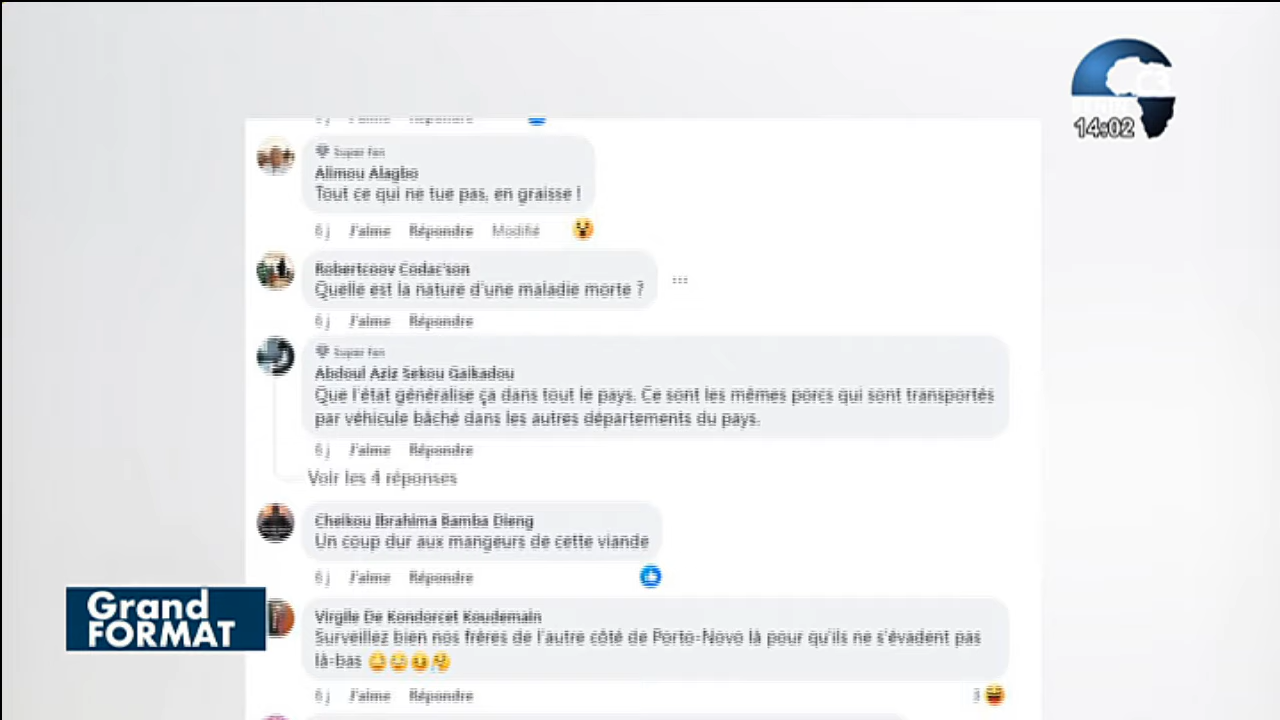 J'aime Répondre
Super fan
Alimou Alagbo
Tout ce qui ne tue pas, en graisse !
6 j J'aime Répondre Modifié
Quelle est la nature d'une maladie morte ?
6 j J'aime Répondre
Super fan
Abdoul Aziz Sekou Gaikadou
Que l'état généralise ça dans tout le pays. Ce sont les mêmes porcs qui sont transportés
par véhicule bâché dans les autres départements du pays.
6 j J'aime Répondre
Voir les 4 réponses
Cheikou Ibrahima Bamba Dieng
Un coup dur aux mangeurs de cette viande
6 j J'aime Répondre
Virgile De Kondorcet Koudemain
Surveillez bien nos frères de l'autre côté de Porto-Novo là pour qu'ils ne s'évadent pas
là-bas
6 j J'aime Répondre
Grand
FORMAT
14:02